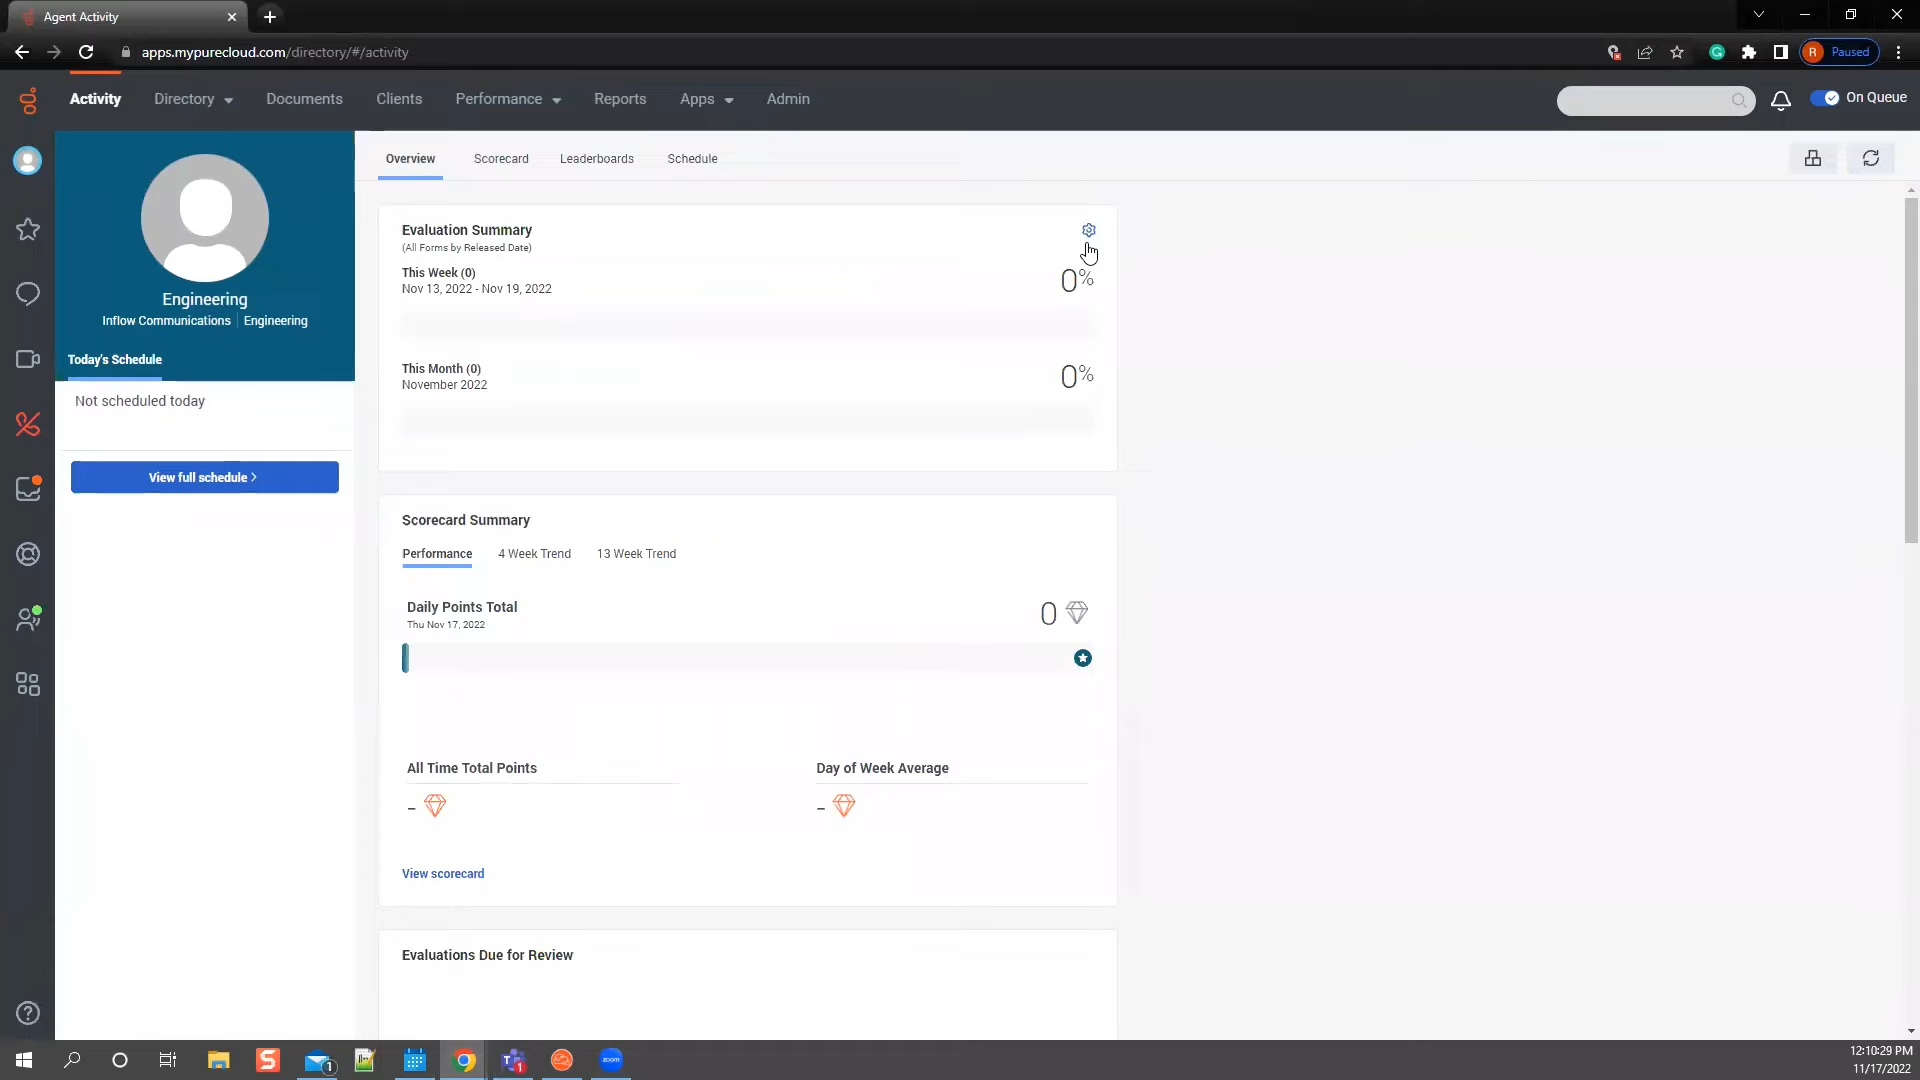 Agent Activity
apps.mypurecloud.com/directory/#/activity
R Paused
Activity Directory Documents Clients Performance Reports Apps Admin
On Queue
Overview Scorecard Leaderboards Schedule
Engineering
Inflow Communications Engineering
Today's Schedule
Not scheduled today
View full schedule >
Evaluation Summary
(All Forms by Released Date)
This Week (0)
Nov 13, 2022 - Nov 19, 2022
0%
This Month (0)
November 2022
0%
Scorecard Summary
Performance 4 Week Trend 13 Week Trend
Daily Points Total
Thu Nov 17, 2022
0
All Time Total Points
–
Day of Week Average
–
View scorecard
Evaluations Due for Review
S
1
T
1
zoom
12:10:29 PM
11/17/2022